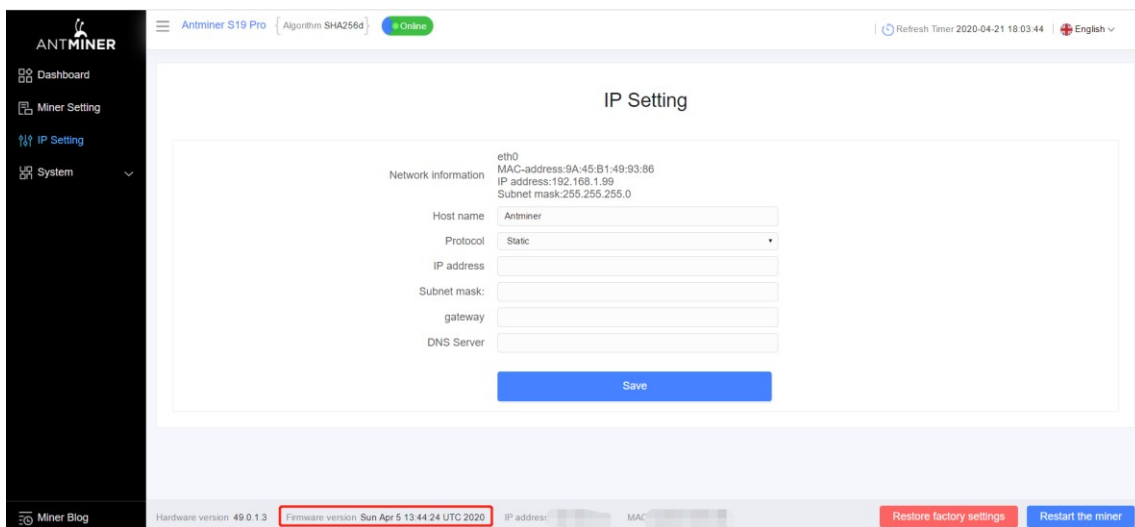 ANTMINER
Antminer S19 Pro { Algorithm SHA256d } Online
Refresh Timer 2020-04-21 18:03:44
English
Dashboard
Miner Setting
IP Setting
System
IP Setting
Network information
eth0
MAC-address:9A:45:B1:49:93:86
IP address:192.168.1.99
Subnet mask:255.255.255.0
Host name Antminer
Protocol Static
IP address
Subnet mask:
gateway
DNS Server
Save
Miner Blog
Hardware version 49.0.1.3 Firmware version Sun Apr 5 13:44:24 UTC 2020 IP address MAC
Restore factory settings
Restart the miner